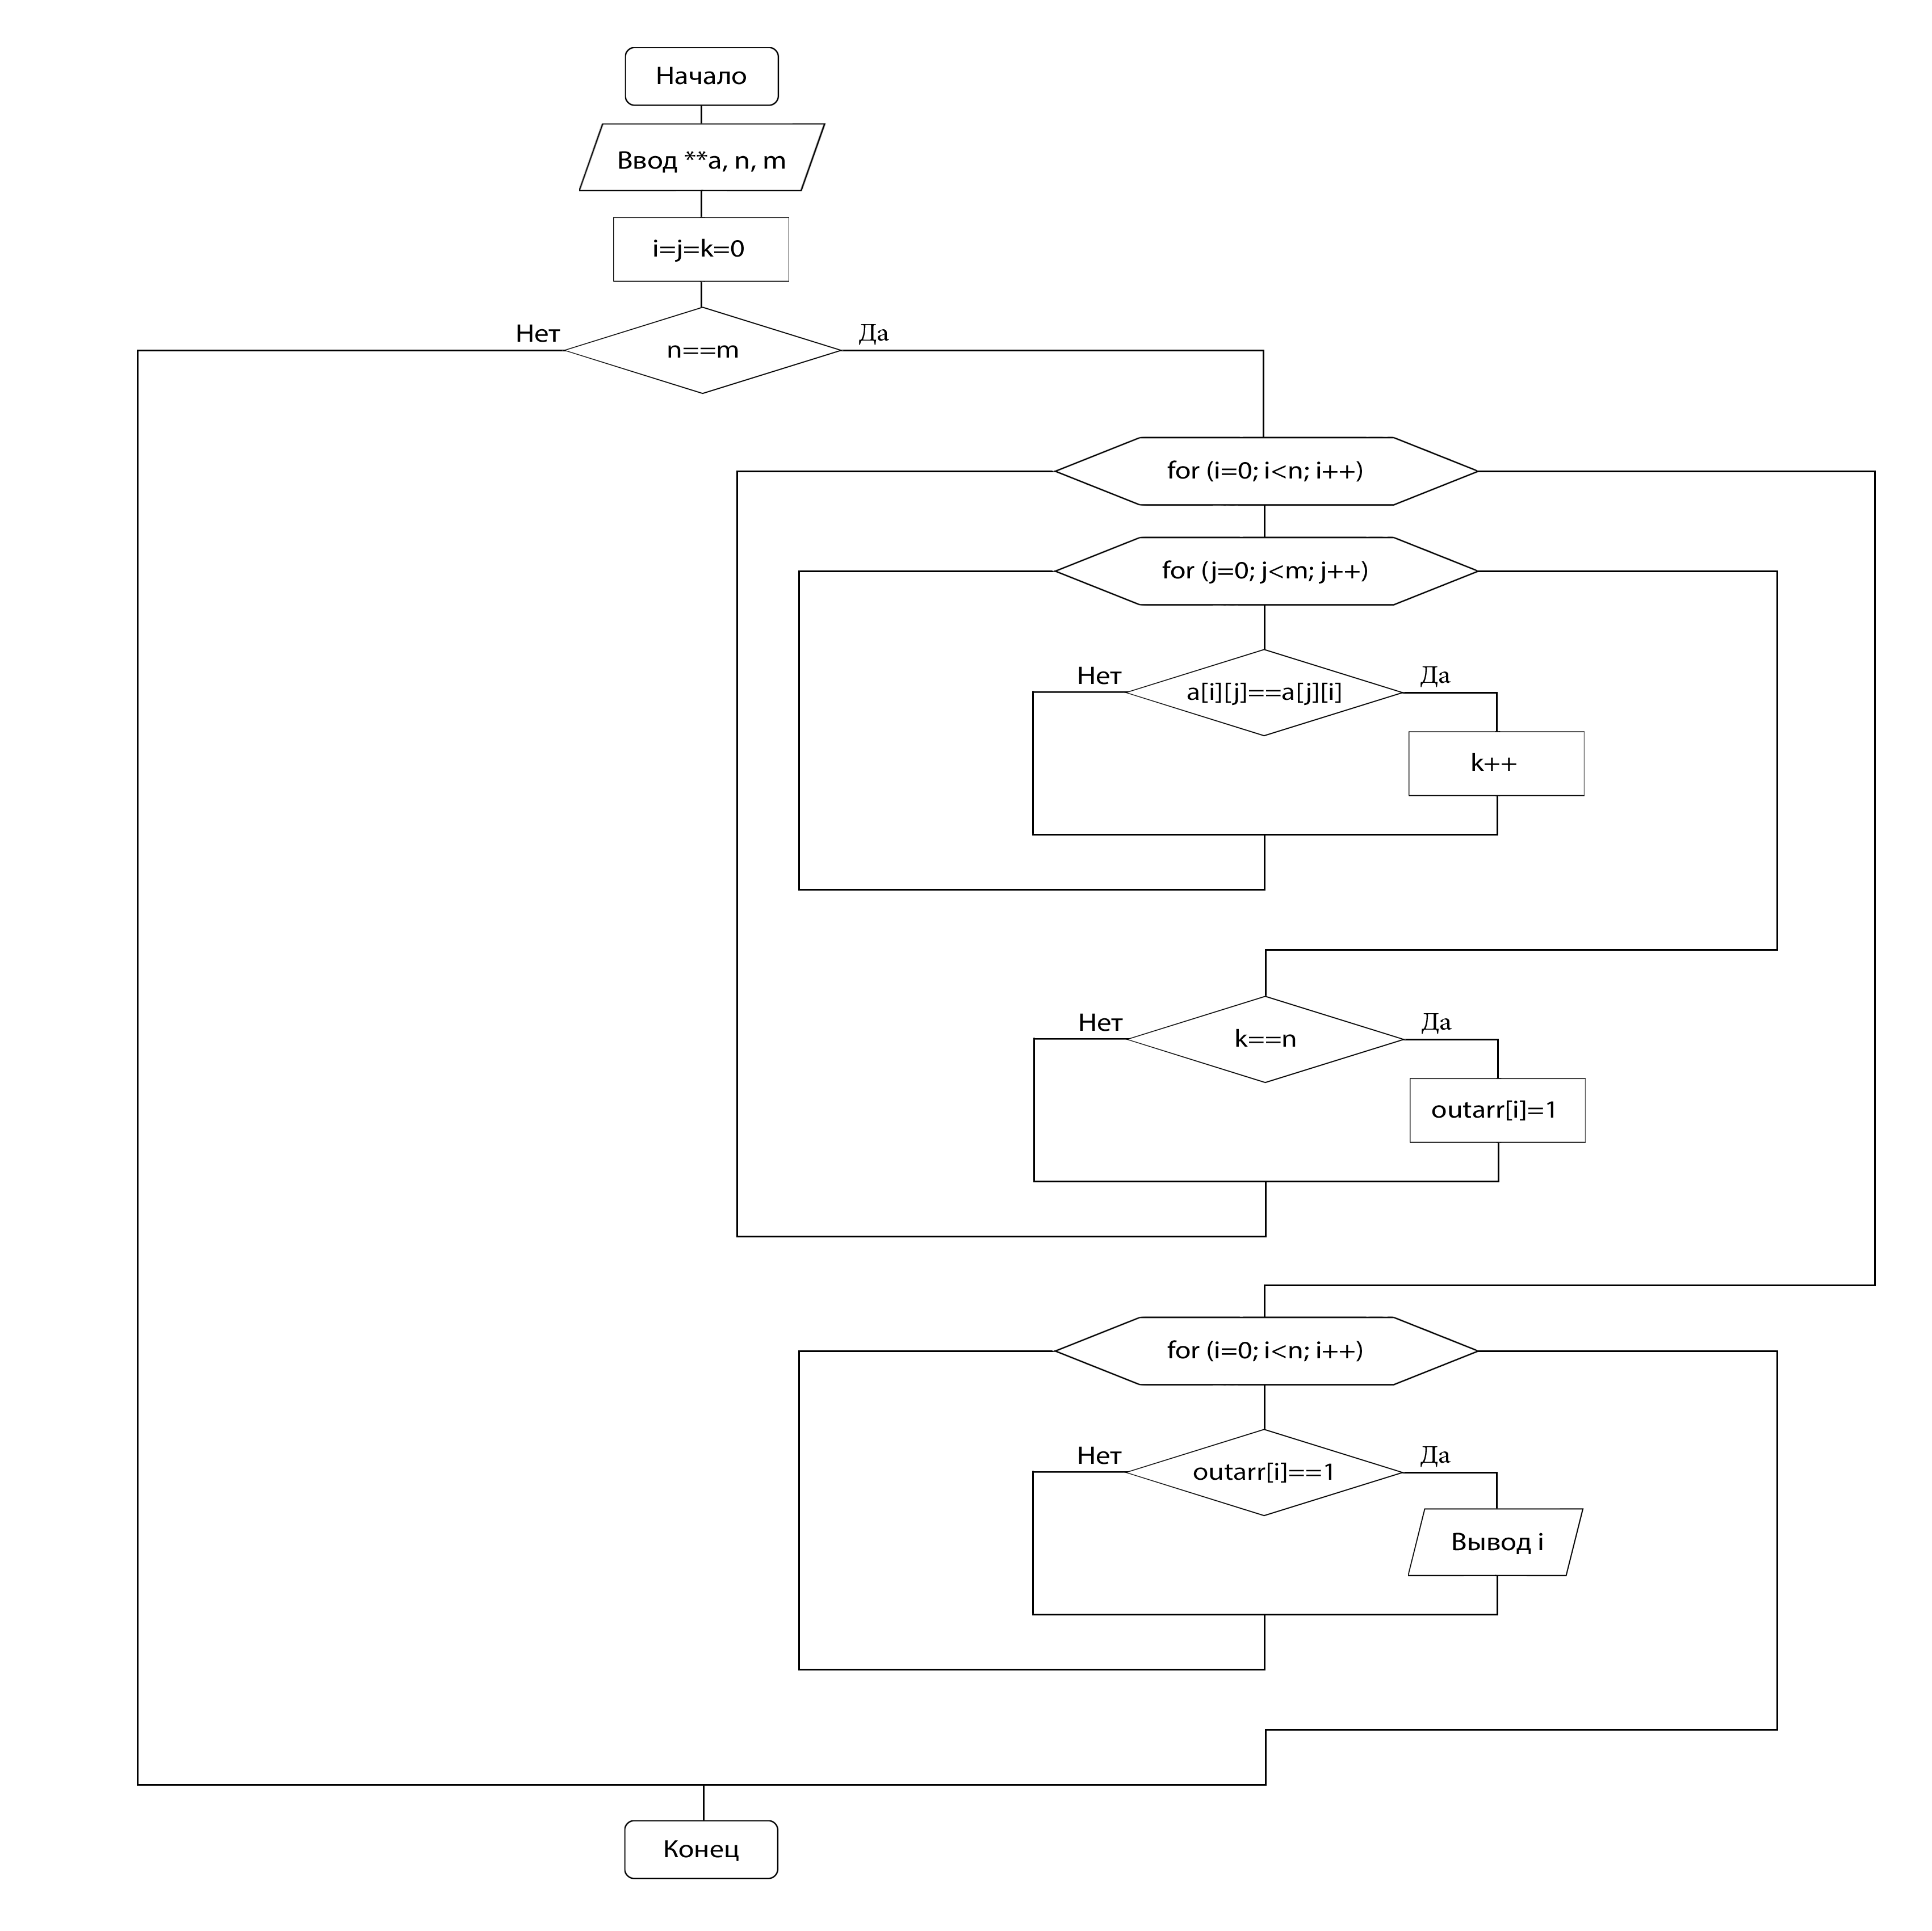 Начало
Ввод **a, n, m
i=j=k=0
Нет
n==m
Да
for (i=0; i<n; i++)
for (j=0; j<m; j++)
Нет
a[i][j]==a[j][i]
Да
k++
Нет
k==n
Да
outarr[i]=1
for (i=0; i<n; i++)
Нет
outarr[i]==1
Да
Вывод i
Конец